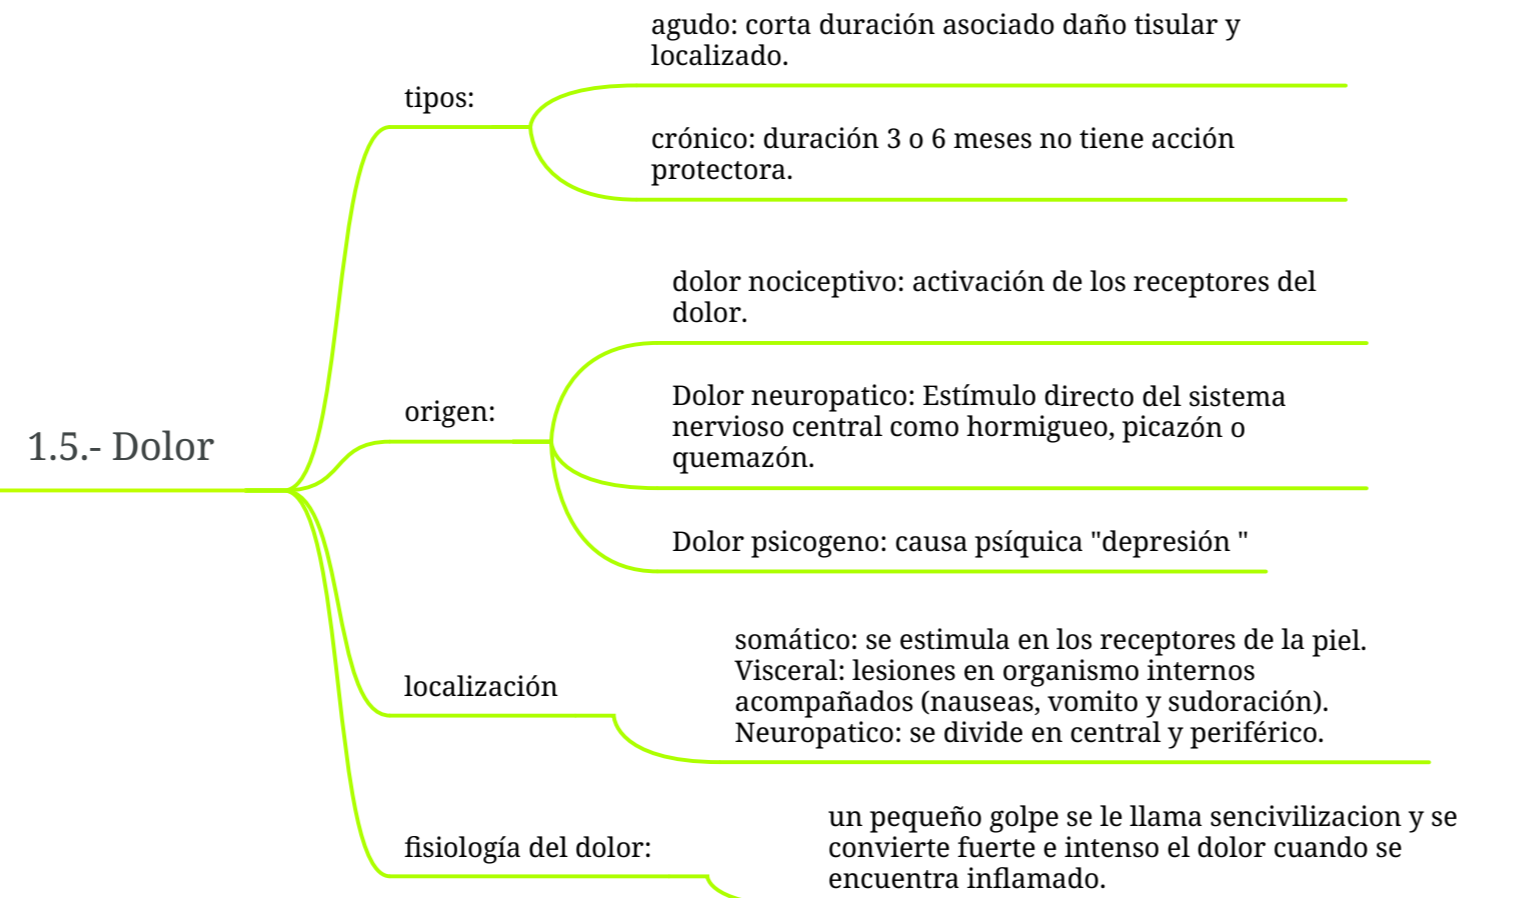 agudo: corta duración asociado daño tisular y
localizado.
tipos:
crónico: duración 3 o 6 meses no tiene acción
protectora.
dolor nociceptivo: activación de los receptores del
dolor.
origen:
Dolor neuropatico: Estímulo directo del sistema
nervioso central como hormigueo, picazón o
quemazón.
1.5.- Dolor
Dolor psicogeno: causa psíquica "depresión "
localización
somático: se estimula en los receptores de la piel.
Visceral: lesiones en organismo internos
acompañados (nauseas, vomito y sudoración).
Neuropatico: se divide en central y periférico.
fisiología del dolor:
un pequeño golpe se le llama sencivilizacion y se
convierte fuerte e intenso el dolor cuando se
encuentra inflamado.